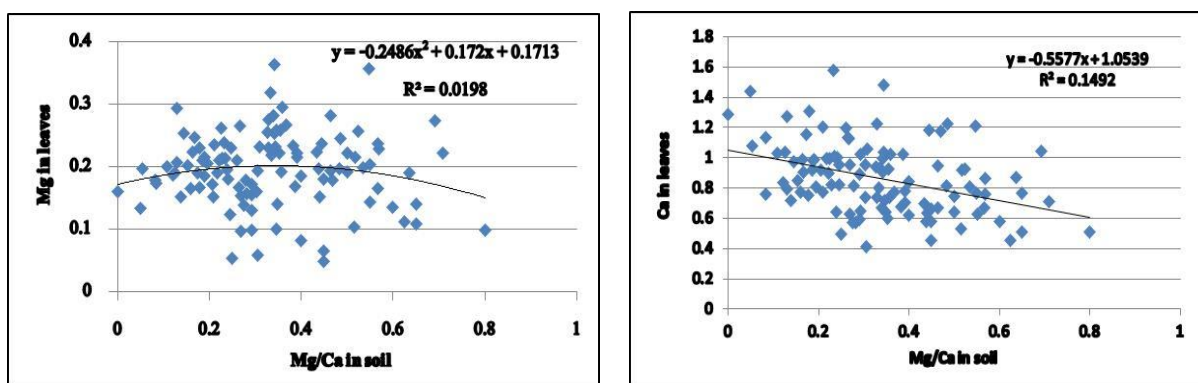 0.4
0.3
0.2
0.1
0
Mg in leaves
y = -0.2486x² + 0.172x + 0.1713
R² = 0.0198
0 0.2 0.4 0.6 0.8 1
Mg/Ca in soil
1.8
1.6
1.4
1.2
1
0.8
0.6
0.4
0.2
0
Ca in leaves
y = -0.5577x + 1.0539
R² = 0.1492
0 0.2 0.4 0.6 0.8 1
Mg/Ca in soil